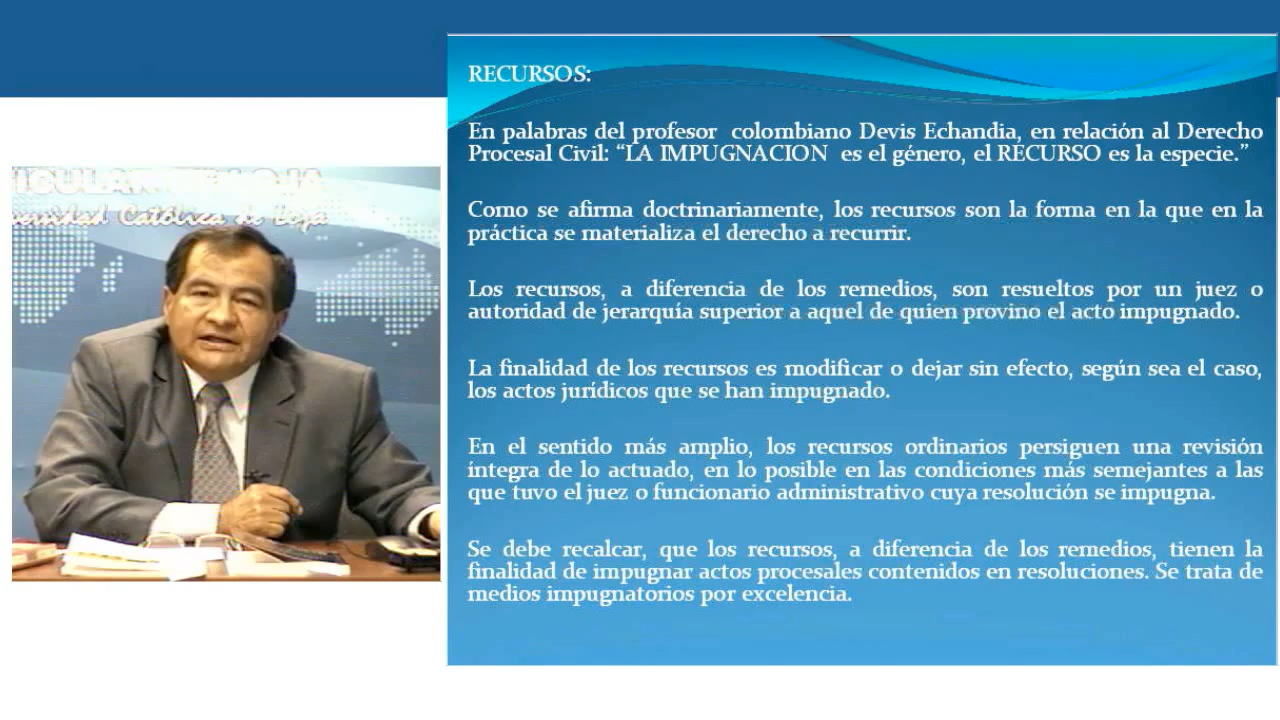 RECURSOS:
En palabras del profesor colombiano Devis Echandia, en relación al Derecho
Procesal Civil: “LA IMPUGNACION es el género, el RECURSO es la especie.”
Como se afirma doctrinariamente, los recursos son la forma en la que en la
práctica se materializa el derecho a recurrir.
Los recursos, a diferencia de los remedios, son resueltos por un juez o
autoridad de jerarquía superior a aquel de quien provino el acto impugnado.
La finalidad de los recursos es modificar o dejar sin efecto, según sea el caso,
los actos jurídicos que se han impugnado.
En el sentido más amplio, los recursos ordinarios persiguen una revisión
íntegra de lo actuado, en lo posible en las condiciones más semejantes a las
que tuvo el juez o funcionario administrativo cuya resolución se impugna.
Se debe recalcar, que los recursos, a diferencia de los remedios, tienen la
finalidad de impugnar actos procesales contenidos en resoluciones. Se trata de
medios impugnatorios por excelencia.
LOJA
Católica de Loja